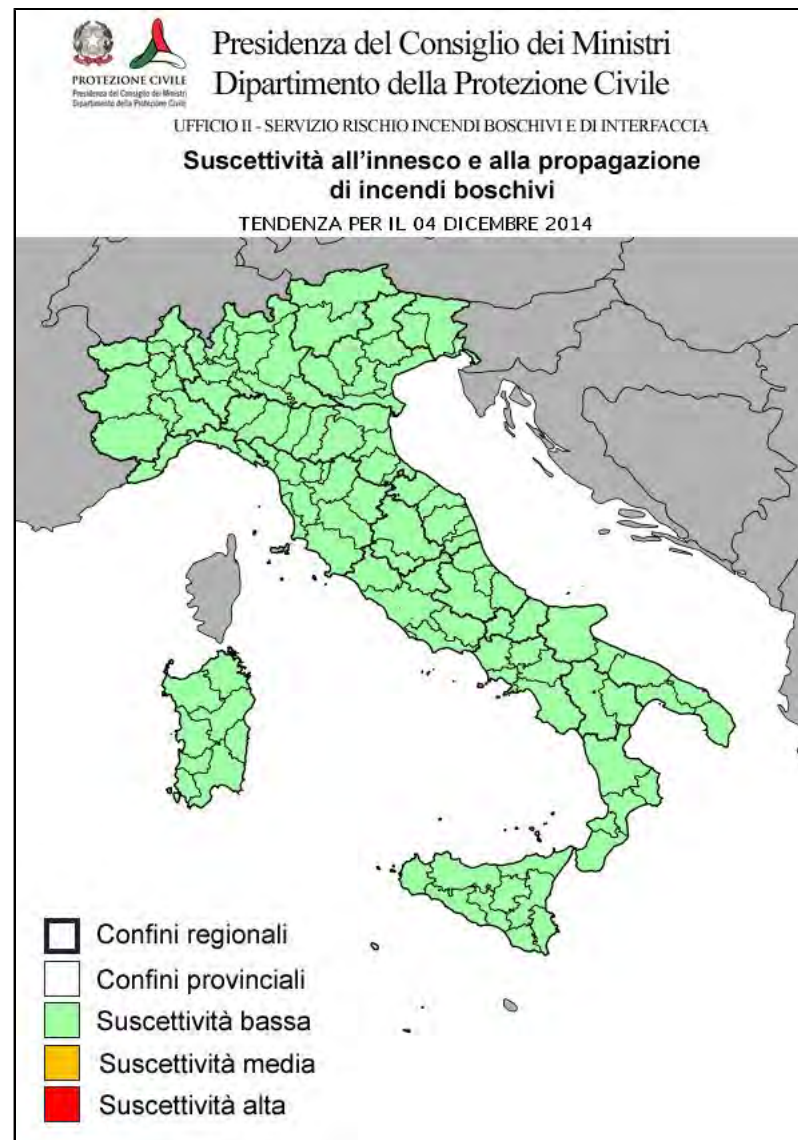 Presidenza del Consiglio dei Ministri
Dipartimento della Protezione Civile
PROTEZIONE CIVILE
Presidenza del Consiglio dei Ministri
Dipartimento della Protezione Civile
UFFICIO II - SERVIZIO RISCHIO INCENDI BOSCHIVI E DI INTERFACCIA
Suscettività all'innesco e alla propagazione
di incendi boschivi
TENDENZA PER IL 04 DICEMBRE 2014
Confini regionali
Confini provinciali
Suscettività bassa
Suscettività media
Suscettività alta